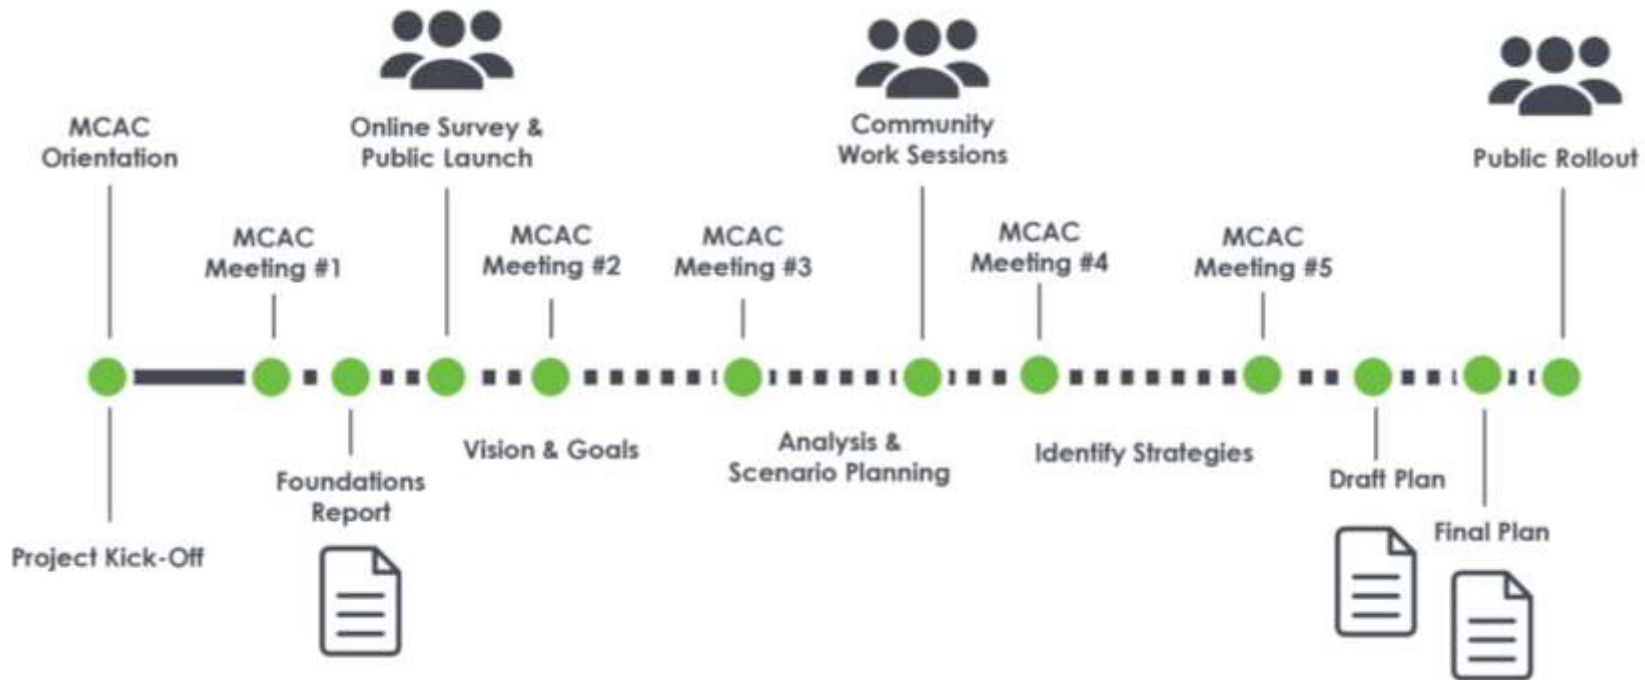 MCAC
Orientation
Online Survey &
Public Launch
Community
Work Sessions
Public Rollout
MCAC
Meeting #1
MCAC
Meeting #2
MCAC
Meeting #3
MCAC
Meeting #4
MCAC
Meeting #5
Project Kick-Off
Foundations
Report
Vision & Goals
Analysis &
Scenario Planning
Identify Strategies
Draft Plan
Final Plan